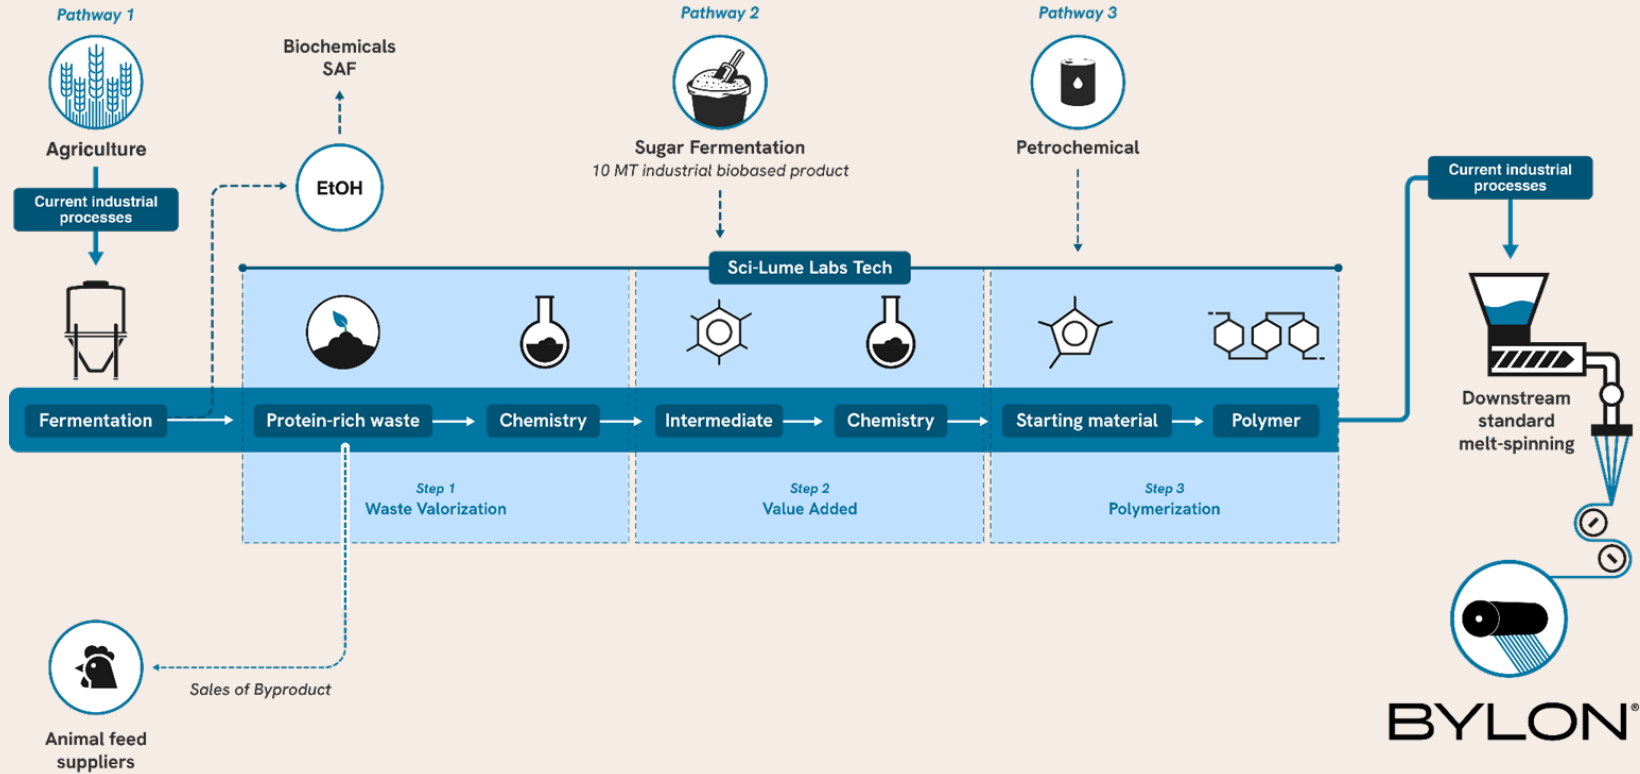 Pathway 1
Pathway 2
Pathway 3
Biochemicals
SAF
Agriculture
Sugar Fermentation
10 MT industrial biobased product
Petrochemical
Current industrial
processes
EtOH
Current industrial
processes
Sci-Lume Labs Tech
Fermentation
Protein-rich waste
Chemistry
Intermediate
Chemistry
Starting material
Polymer
Downstream
standard
melt-spinning
Step 1
Waste Valorization
Step 2
Value Added
Step 3
Polymerization
Sales of Byproduct
Animal feed
suppliers
BYLON®